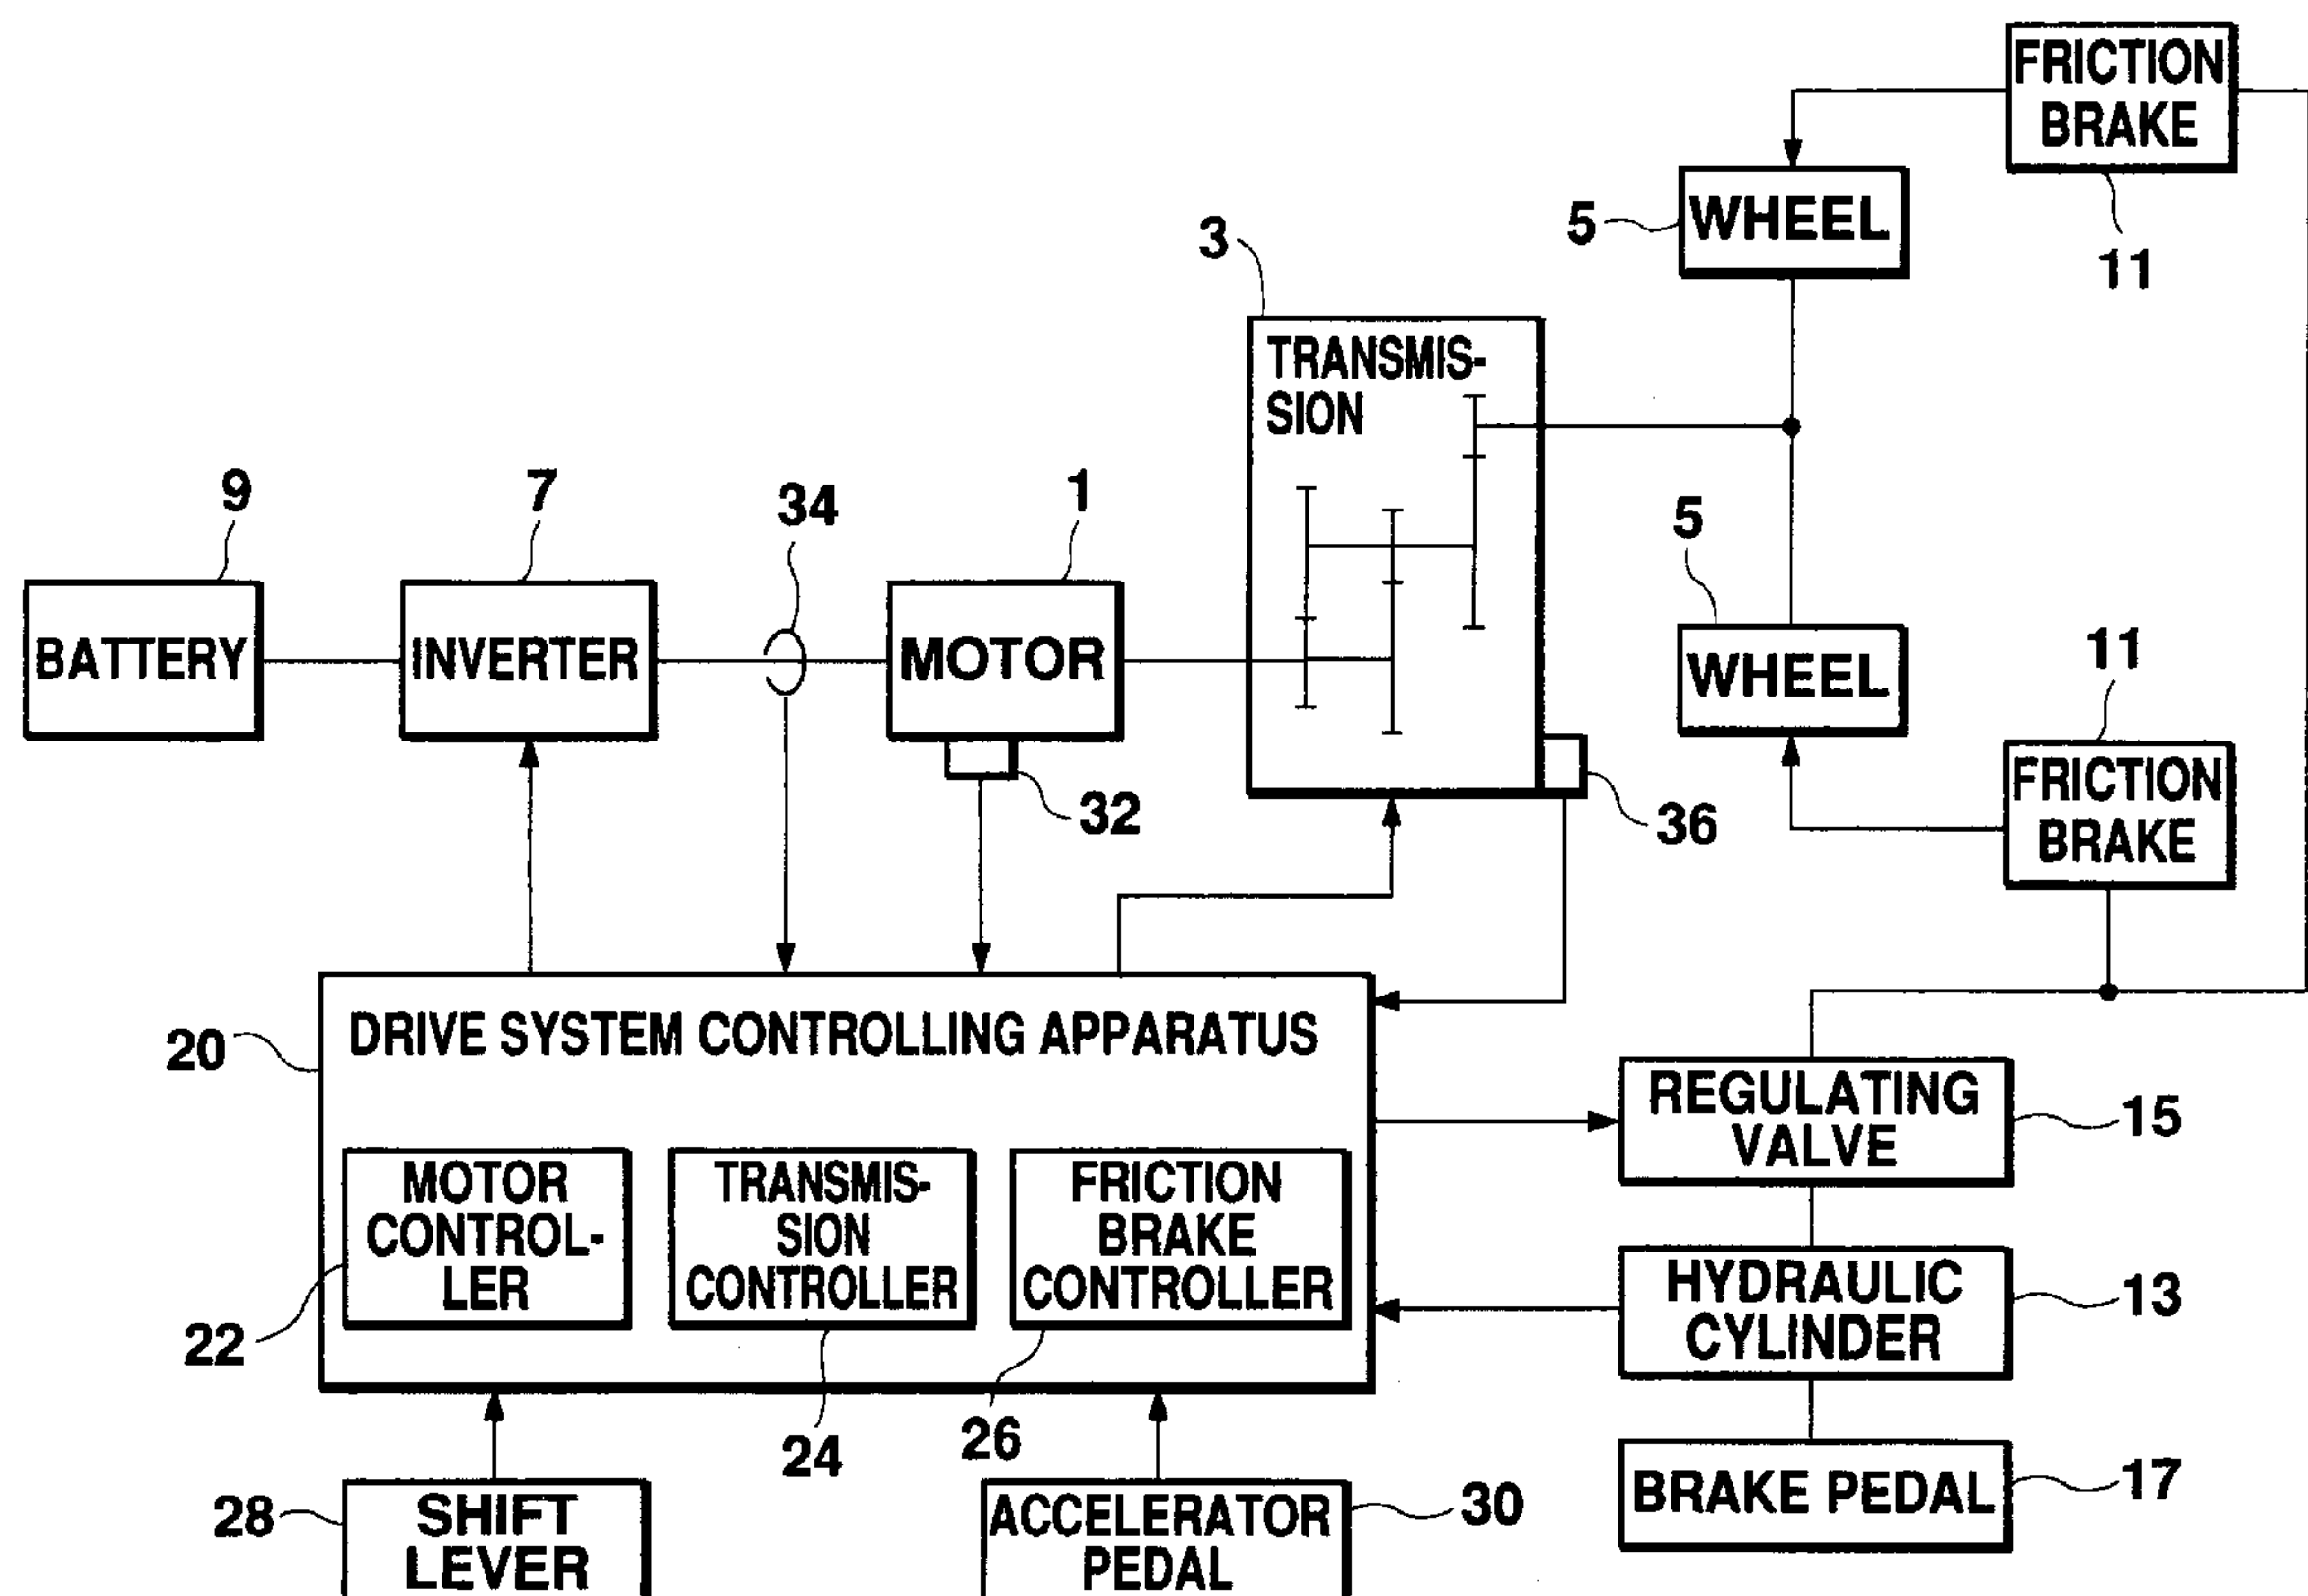 FRICTION
BRAKE
11
WHEEL
5
3
TRANSMIS-
SION
9
7
34
1
5
BATTERY
INVERTER
MOTOR
WHEEL
11
32
36
FRICTION
BRAKE
20
DRIVE SYSTEM CONTROLLING APPARATUS
MOTOR
CONTROL-
LER
22
TRANSMIS-
SION
CONTROLLER
24
FRICTION
BRAKE
CONTROLLER
26
REGULATING
VALVE
15
HYDRAULIC
CYLINDER
13
BRAKE PEDAL
17
28
SHIFT
LEVER
ACCELERATOR
PEDAL
30